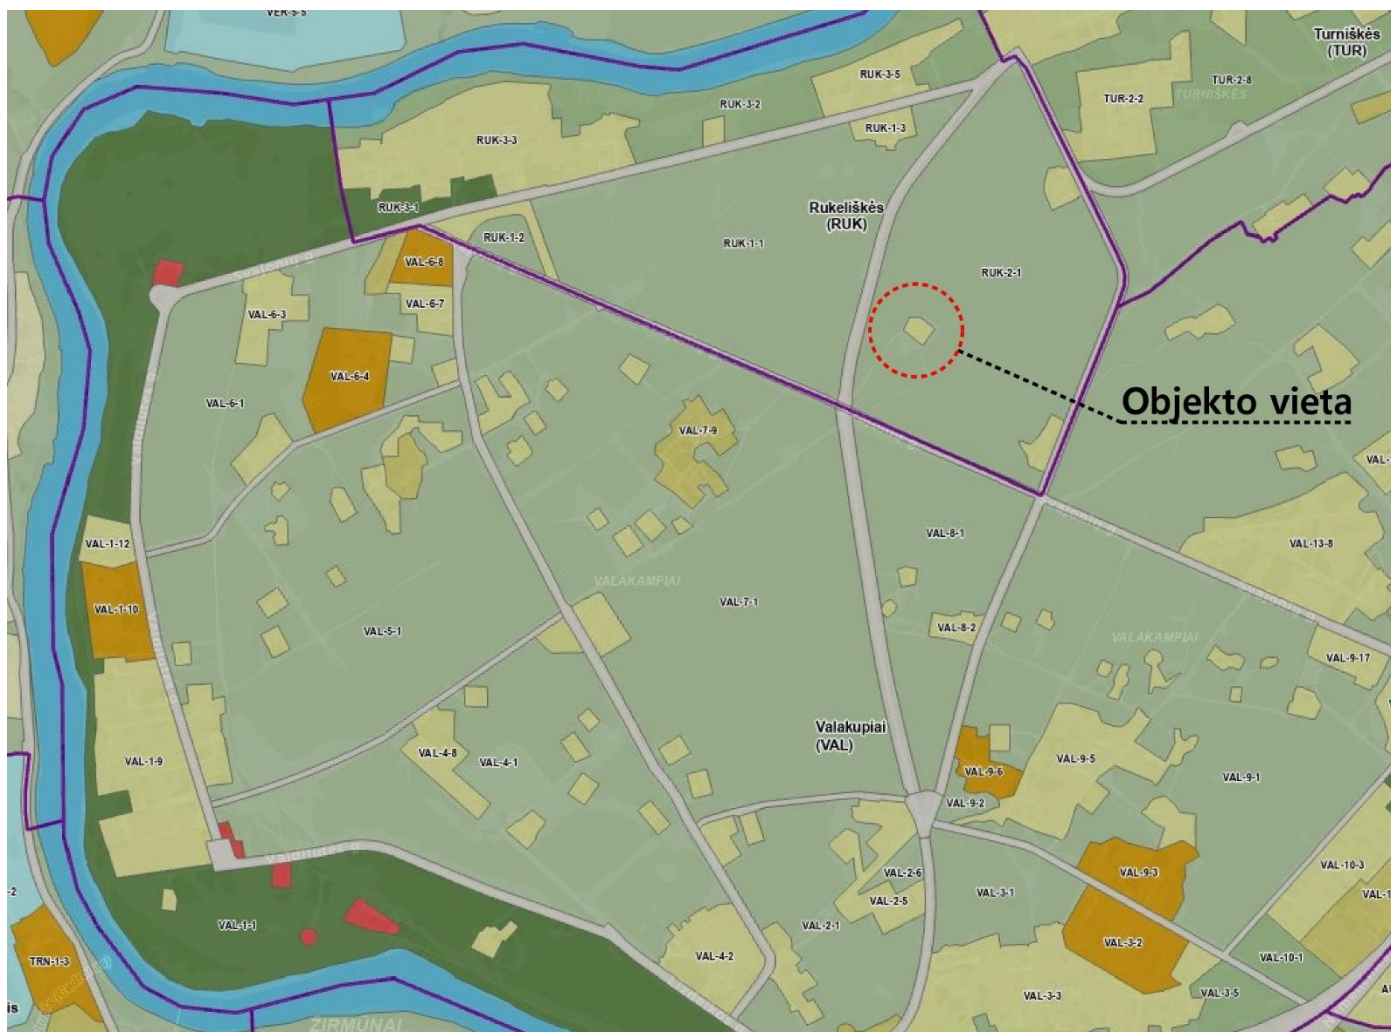 VER-5-5
Turniškės
(TUR)
RUK-3-5
TUR-2-8
TURNIŠKĖS
TUR-2-2
RUK-3-2
RUK-1-3
RUK-3-3
RUK-3-1
Rukeliškės
(RUK)
RUK-1-2
RUK-1-1
VAL-6-8
RUK-2-1
VAL-6-7
VAL-6-3
VAL-6-4
Objekto vieta
VAL-6-1
VAL-7-9
VAL-
VAL-8-1
VAL-1-12
VAL-13-8
VALAKAMPIAI
VAL-1-10
VAL-7-1
VAL-5-1
VAL-8-2
VALAKAMPIAI
VAL-9-17
Valakupiai
(VAL)
VAL-4-8
VAL-4-1
VAL-1-9
VAL-9-5
VAL-9-6
VAL-9-1
VAL-9-2
Valdhutės g.
VAL-2-6
VAL-9-3
VAL-10-3
-2
VAL-3-1
VAL-1
VAL-2-5
VAL-1-1
VAL-2-1
VAL-3-2
VAL-4-2
VAL-10-1
TRN-1-3
VAL-3-3
VAL-3-5
is
ŽIRMŪNAI